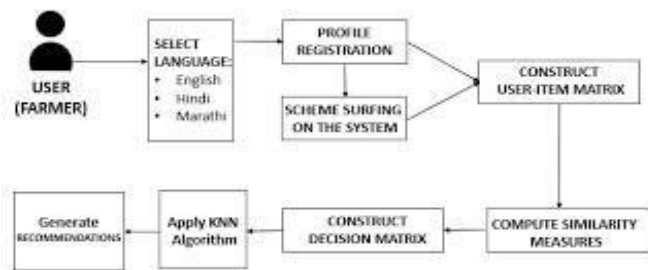 USER
(FARMER)
SELECT
LANGUAGE:
• English
• Hindi
• Marathi
PROFILE
REGISTRATION
SCHEME SURFING
ON THE SYSTEM
CONSTRUCT
USER-ITEM MATRIX
COMPUTE SIMILARITY
MEASURES
CONSTRUCT
DECISION MATRIX
Apply KNN
Algorithm
Generate
RECOMMENDATIONS